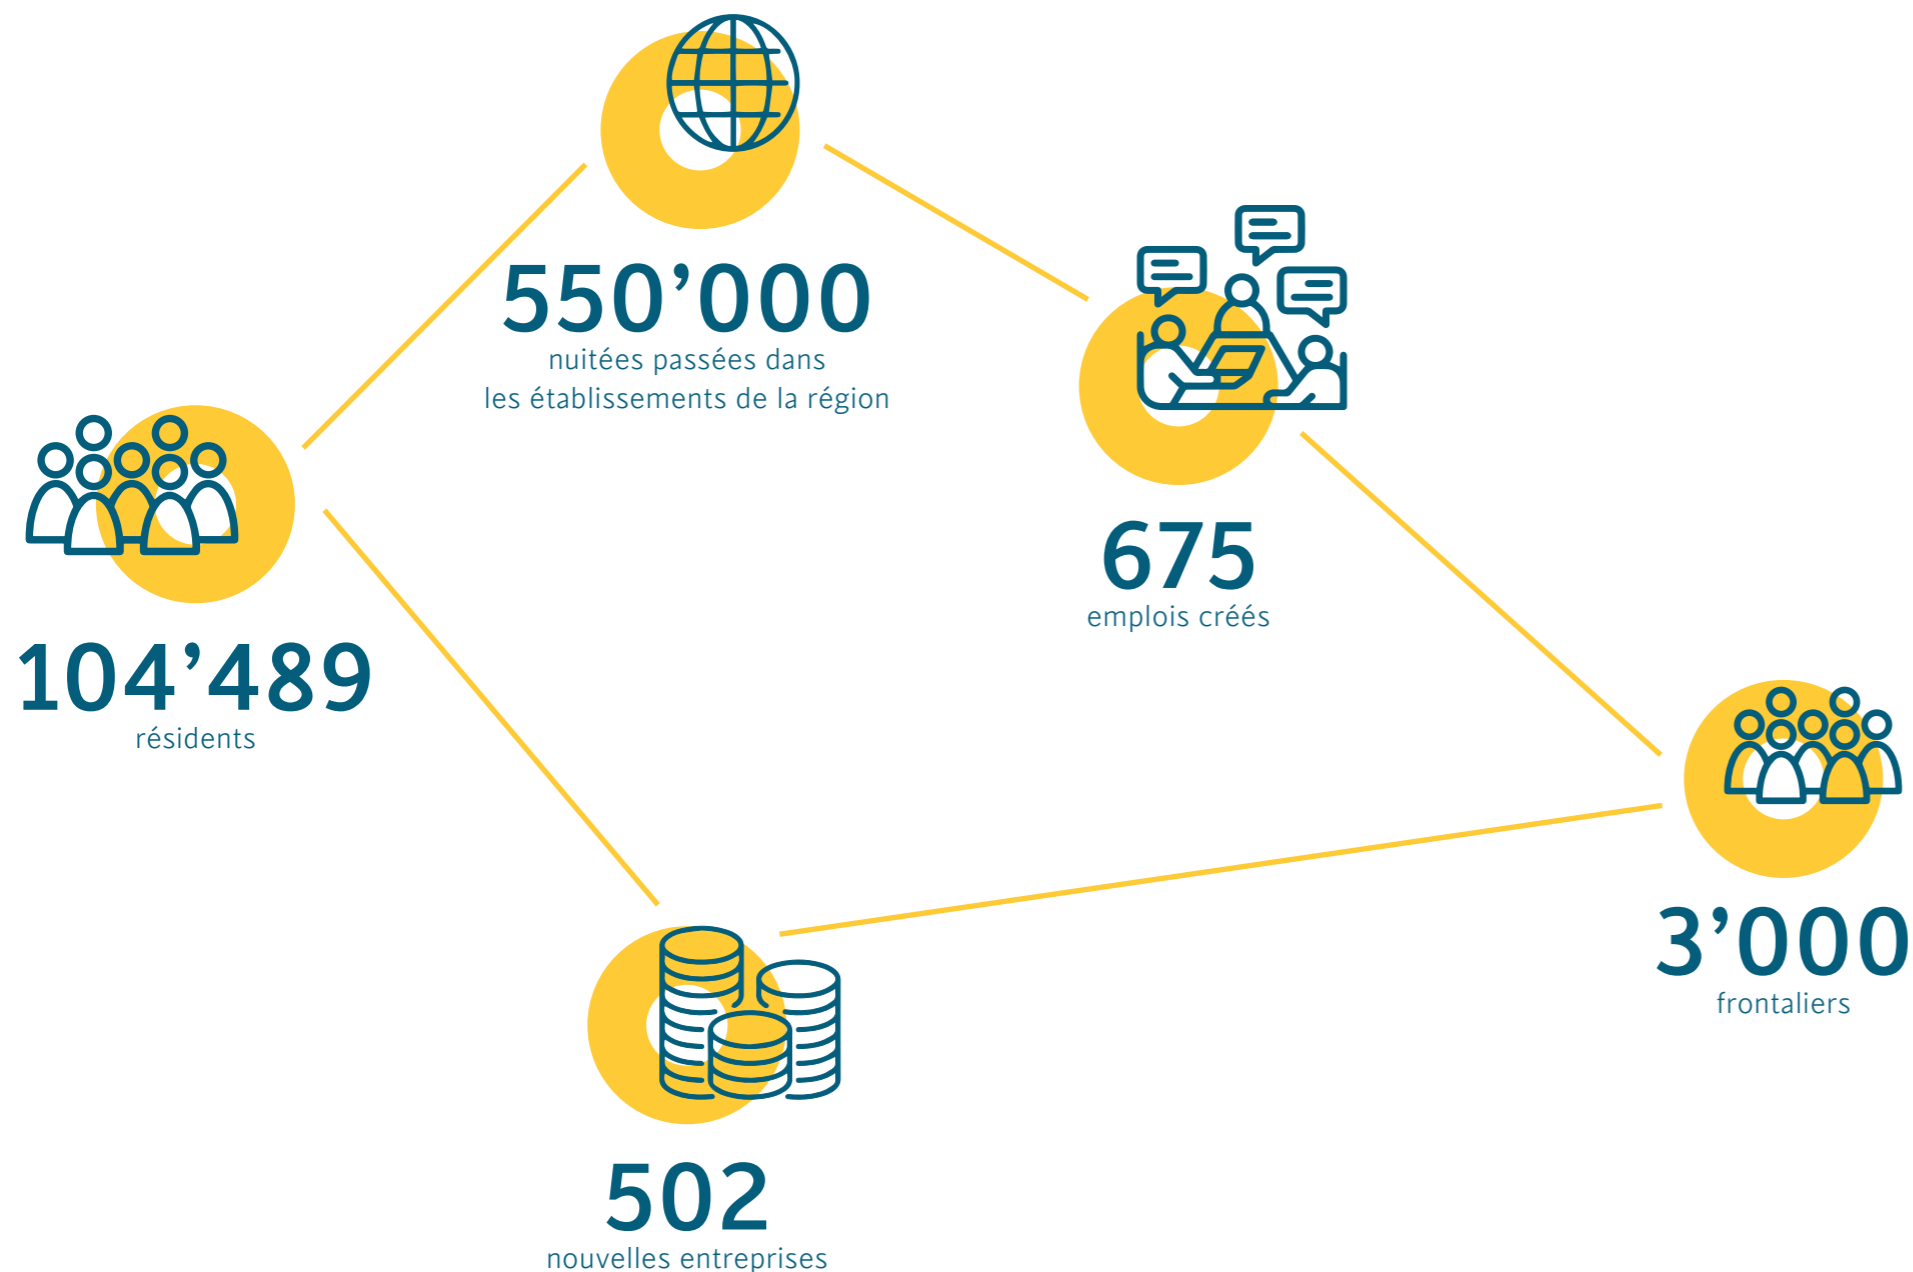 550’000
nuitées passées dans
les établissements de la région
675
emplois créés
104’489
résidents
3’000
frontaliers
502
nouvelles entreprises